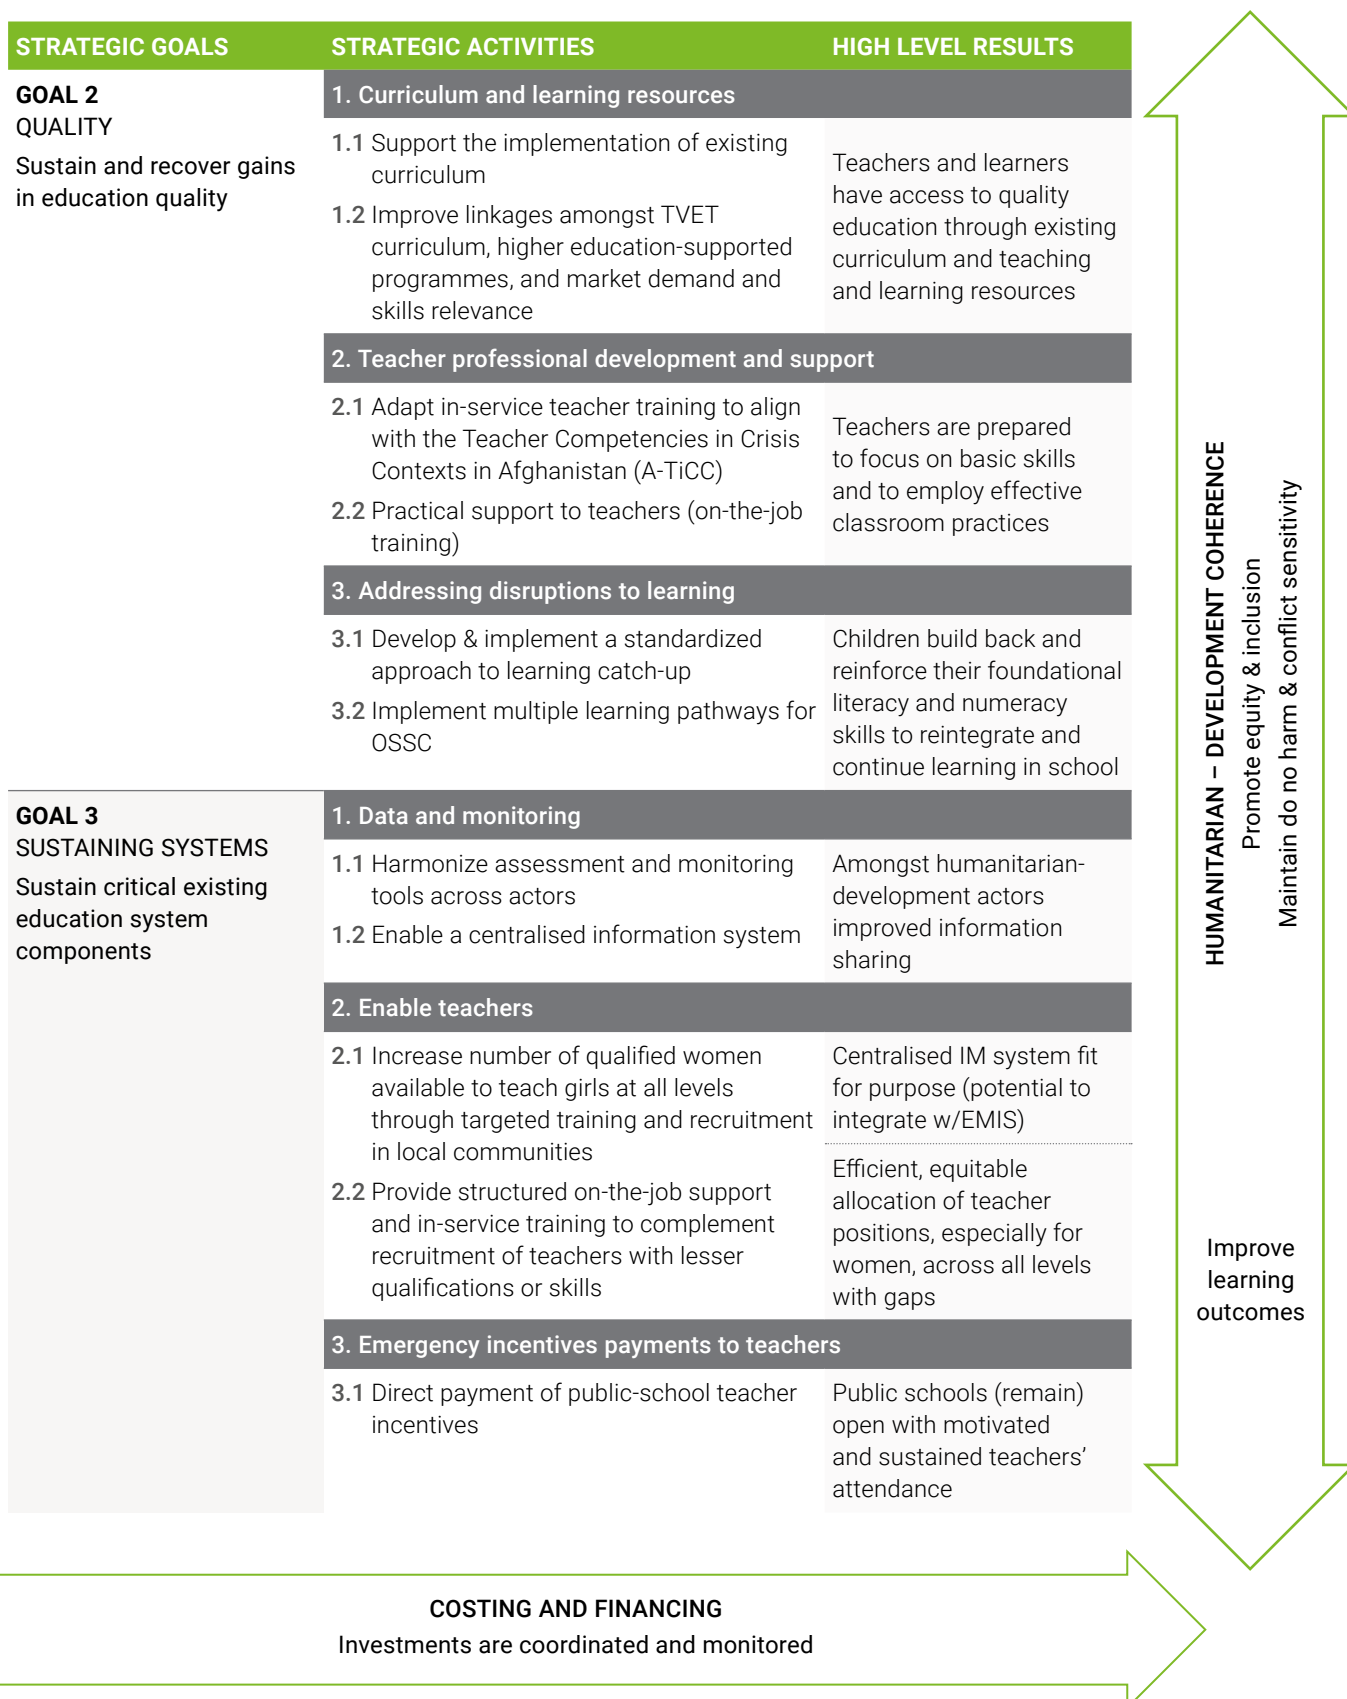 STRATEGIC GOALS
STRATEGIC ACTIVITIES
HIGH LEVEL RESULTS
GOAL 2
QUALITY
Sustain and recover gains
in education quality
1. Curriculum and learning resources
1.1 Support the implementation of existing
curriculum
1.2 Improve linkages amongst TVET
curriculum, higher education-supported
programmes, and market demand and
skills relevance
Teachers and learners
have access to quality
education through existing
curriculum and teaching
and learning resources
2. Teacher professional development and support
2.1 Adapt in-service teacher training to align
with the Teacher Competencies in Crisis
Contexts in Afghanistan (A-TiCC)
2.2 Practical support to teachers (on-the-job
training)
Teachers are prepared
to focus on basic skills
and to employ effective
classroom practices
3. Addressing disruptions to learning
3.1 Develop & implement a standardized
approach to learning catch-up
3.2 Implement multiple learning pathways for
OSSC
Children build back and
reinforce their foundational
literacy and numeracy
skills to reintegrate and
continue learning in school
GOAL 3
SUSTAINING SYSTEMS
Sustain critical existing
education system
components
1. Data and monitoring
1.1 Harmonize assessment and monitoring
tools across actors
1.2 Enable a centralised information system
Amongst humanitarian-
development actors
improved information
sharing
2. Enable teachers
2.1 Increase number of qualified women
available to teach girls at all levels
through targeted training and recruitment
in local communities
2.2 Provide structured on-the-job support
and in-service training to complement
recruitment of teachers with lesser
qualifications or skills
Centralised IM system fit
for purpose (potential to
integrate w/EMIS)
Efficient, equitable
allocation of teacher
positions, especially for
women, across all levels
with gaps
3. Emergency incentives payments to teachers
3.1 Direct payment of public-school teacher
incentives
Public schools (remain)
open with motivated
and sustained teachers’
attendance
HUMANITARIAN – DEVELOPMENT COHERENCE
Promote equity & inclusion
Maintain do no harm & conflict sensitivity
Improve
learning
outcomes
COSTING AND FINANCING
Investments are coordinated and monitored